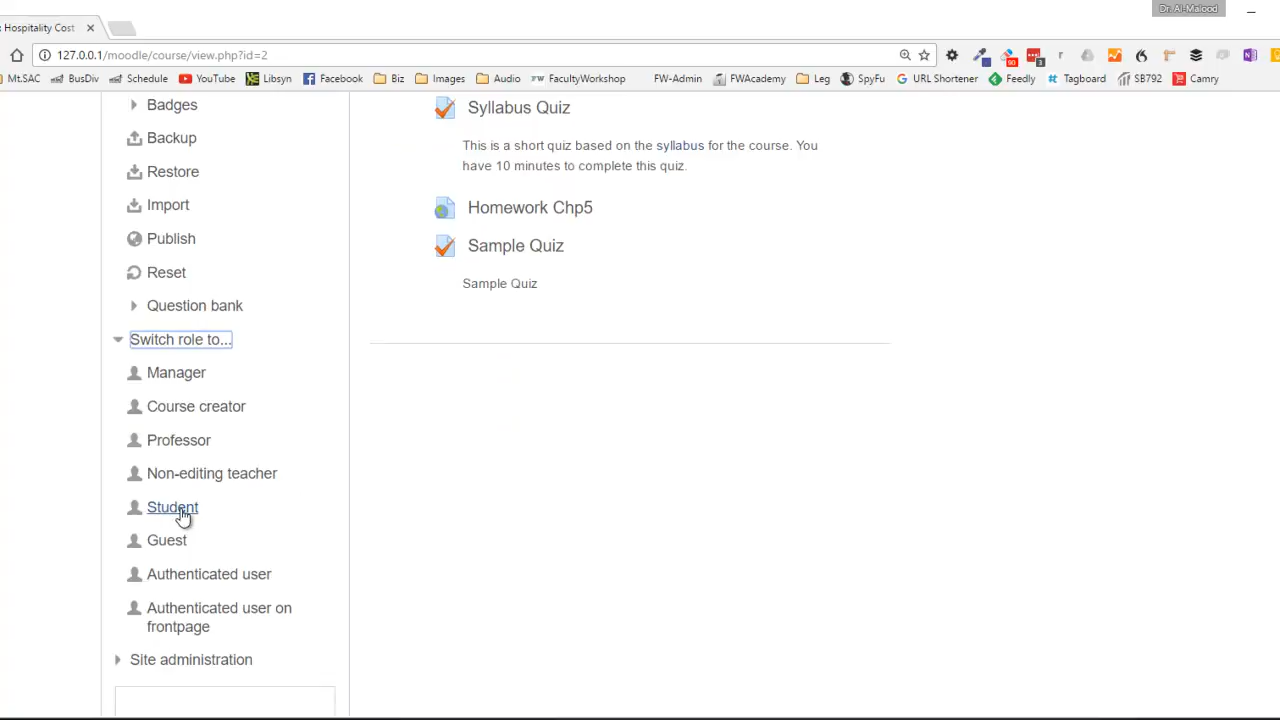 Dr. Al-Malood
Hospitality Cost
127.0.0.1/moodle/course/view.php?id=2
90
3
r
Mt.SAC BusDiv Schedule YouTube Libsyn Facebook Biz Images Audio FacultyWorkshop FW-Admin FWAcademy Leg SpyFu URL Shortener Feedly Tagboard SB792 Camry
Badges
Backup
Restore
Import
Publish
Reset
Question bank
Switch role to...
Manager
Course creator
Professor
Non-editing teacher
Student
Guest
Authenticated user
Authenticated user on
frontpage
Site administration
Syllabus Quiz
This is a short quiz based on the syllabus for the course. You
have 10 minutes to complete this quiz.
Homework Chp5
Sample Quiz
Sample Quiz